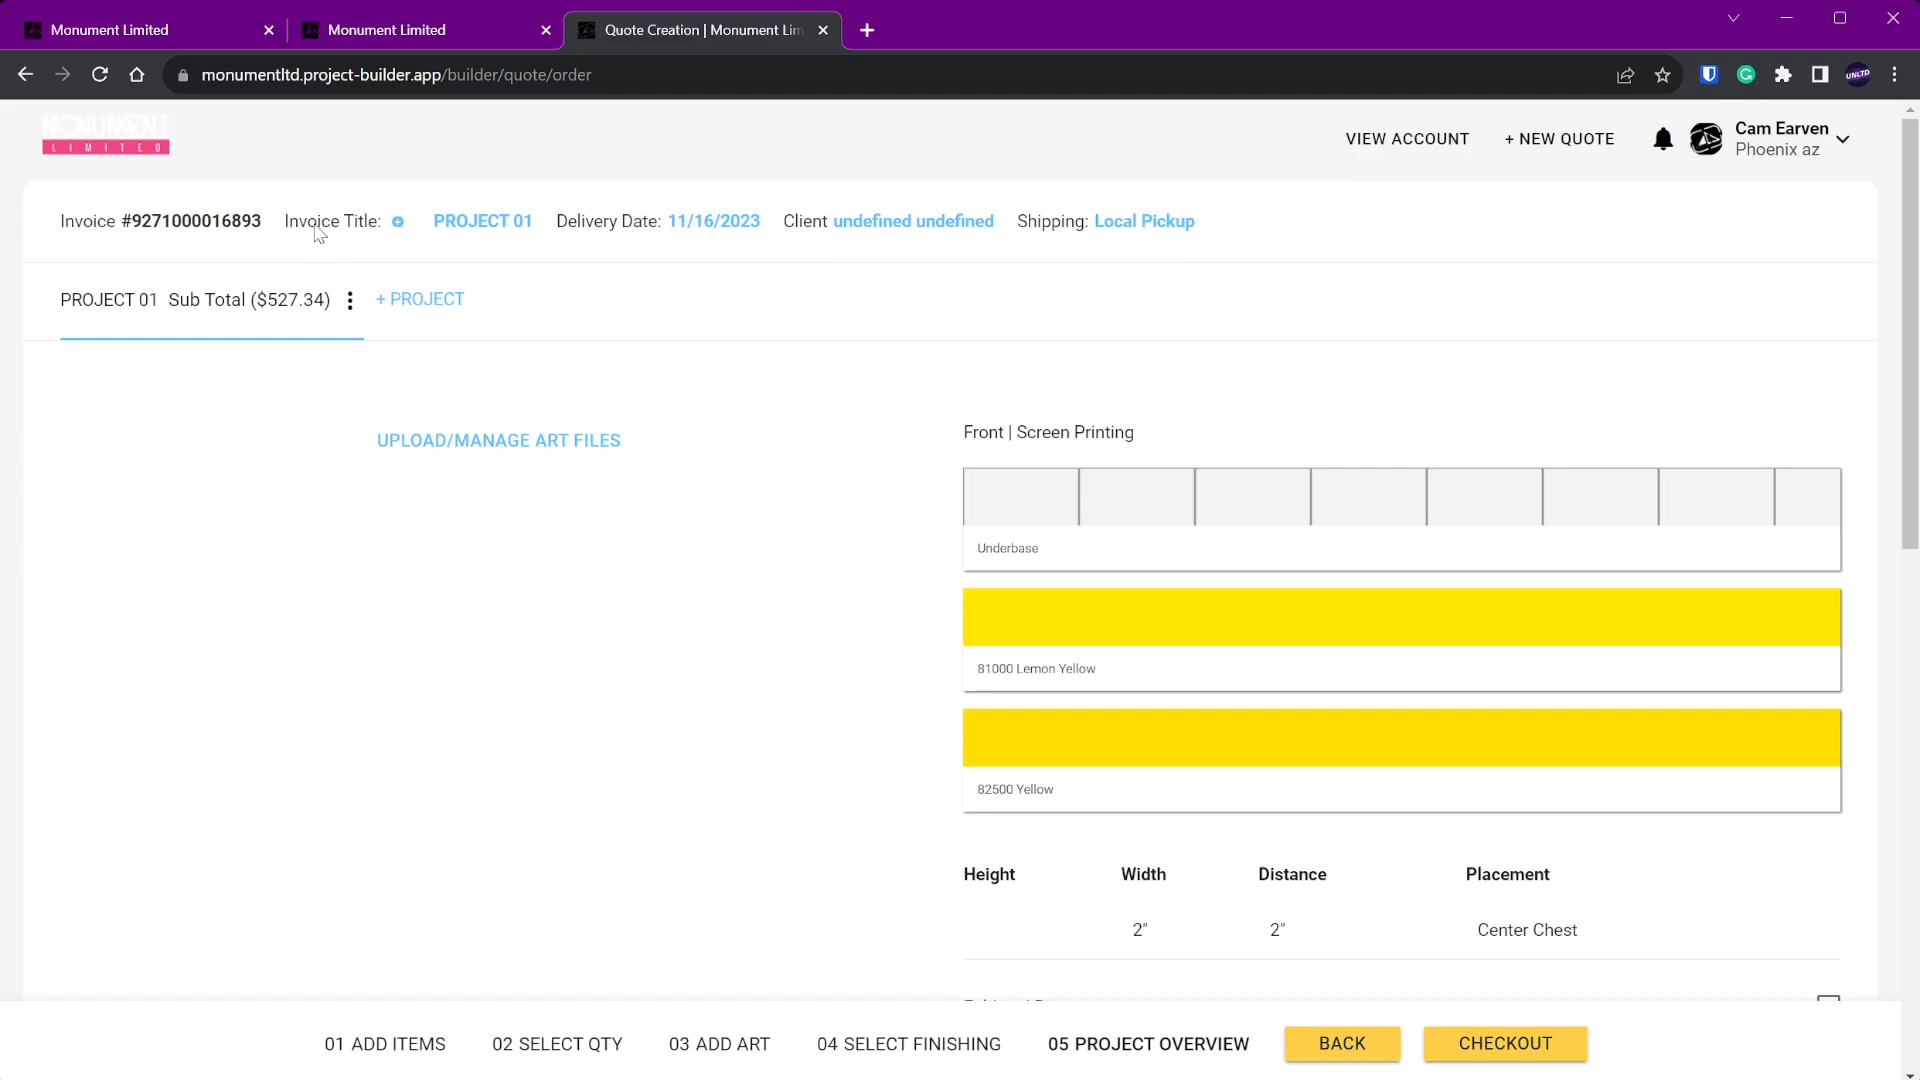 Monument Limited
Monument Limited
Quote Creation | Monument Lim
monumentltd.project-builder.app/builder/quote/order
UNLTD
MONUMENT
LIMITED
VIEW ACCOUNT
+ NEW QUOTE
Cam Earven
Phoenix az
Invoice #9271000016893 Invoice Title: PROJECT 01 Delivery Date: 11/16/2023 Client undefined undefined Shipping: Local Pickup
PROJECT 01 Sub Total ($527.34) + PROJECT
UPLOAD/MANAGE ART FILES
Front | Screen Printing
Underbase
81000 Lemon Yellow
82500 Yellow
Height Width Distance Placement
2" 2" Center Chest
01 ADD ITEMS 02 SELECT QTY 03 ADD ART 04 SELECT FINISHING 05 PROJECT OVERVIEW BACK CHECKOUT